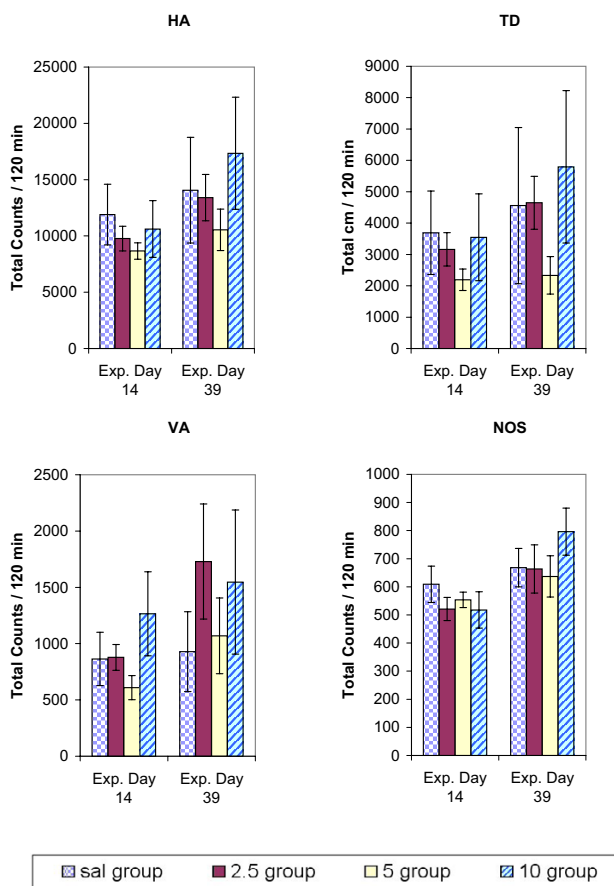 HA
Total Counts / 120 min
25000
20000
15000
10000
5000
0
Exp. Day
14
Exp. Day
39
TD
Total cm / 120 min
9000
8000
7000
6000
5000
4000
3000
2000
1000
0
Exp. Day
14
Exp. Day
39
VA
Total Counts / 120 min
2500
2000
1500
1000
500
0
Exp. Day
14
Exp. Day
39
NOS
Total Counts / 120 min
1000
900
800
700
600
500
400
300
200
100
0
Exp. Day
14
Exp. Day
39
sal group 2.5 group 5 group 10 group